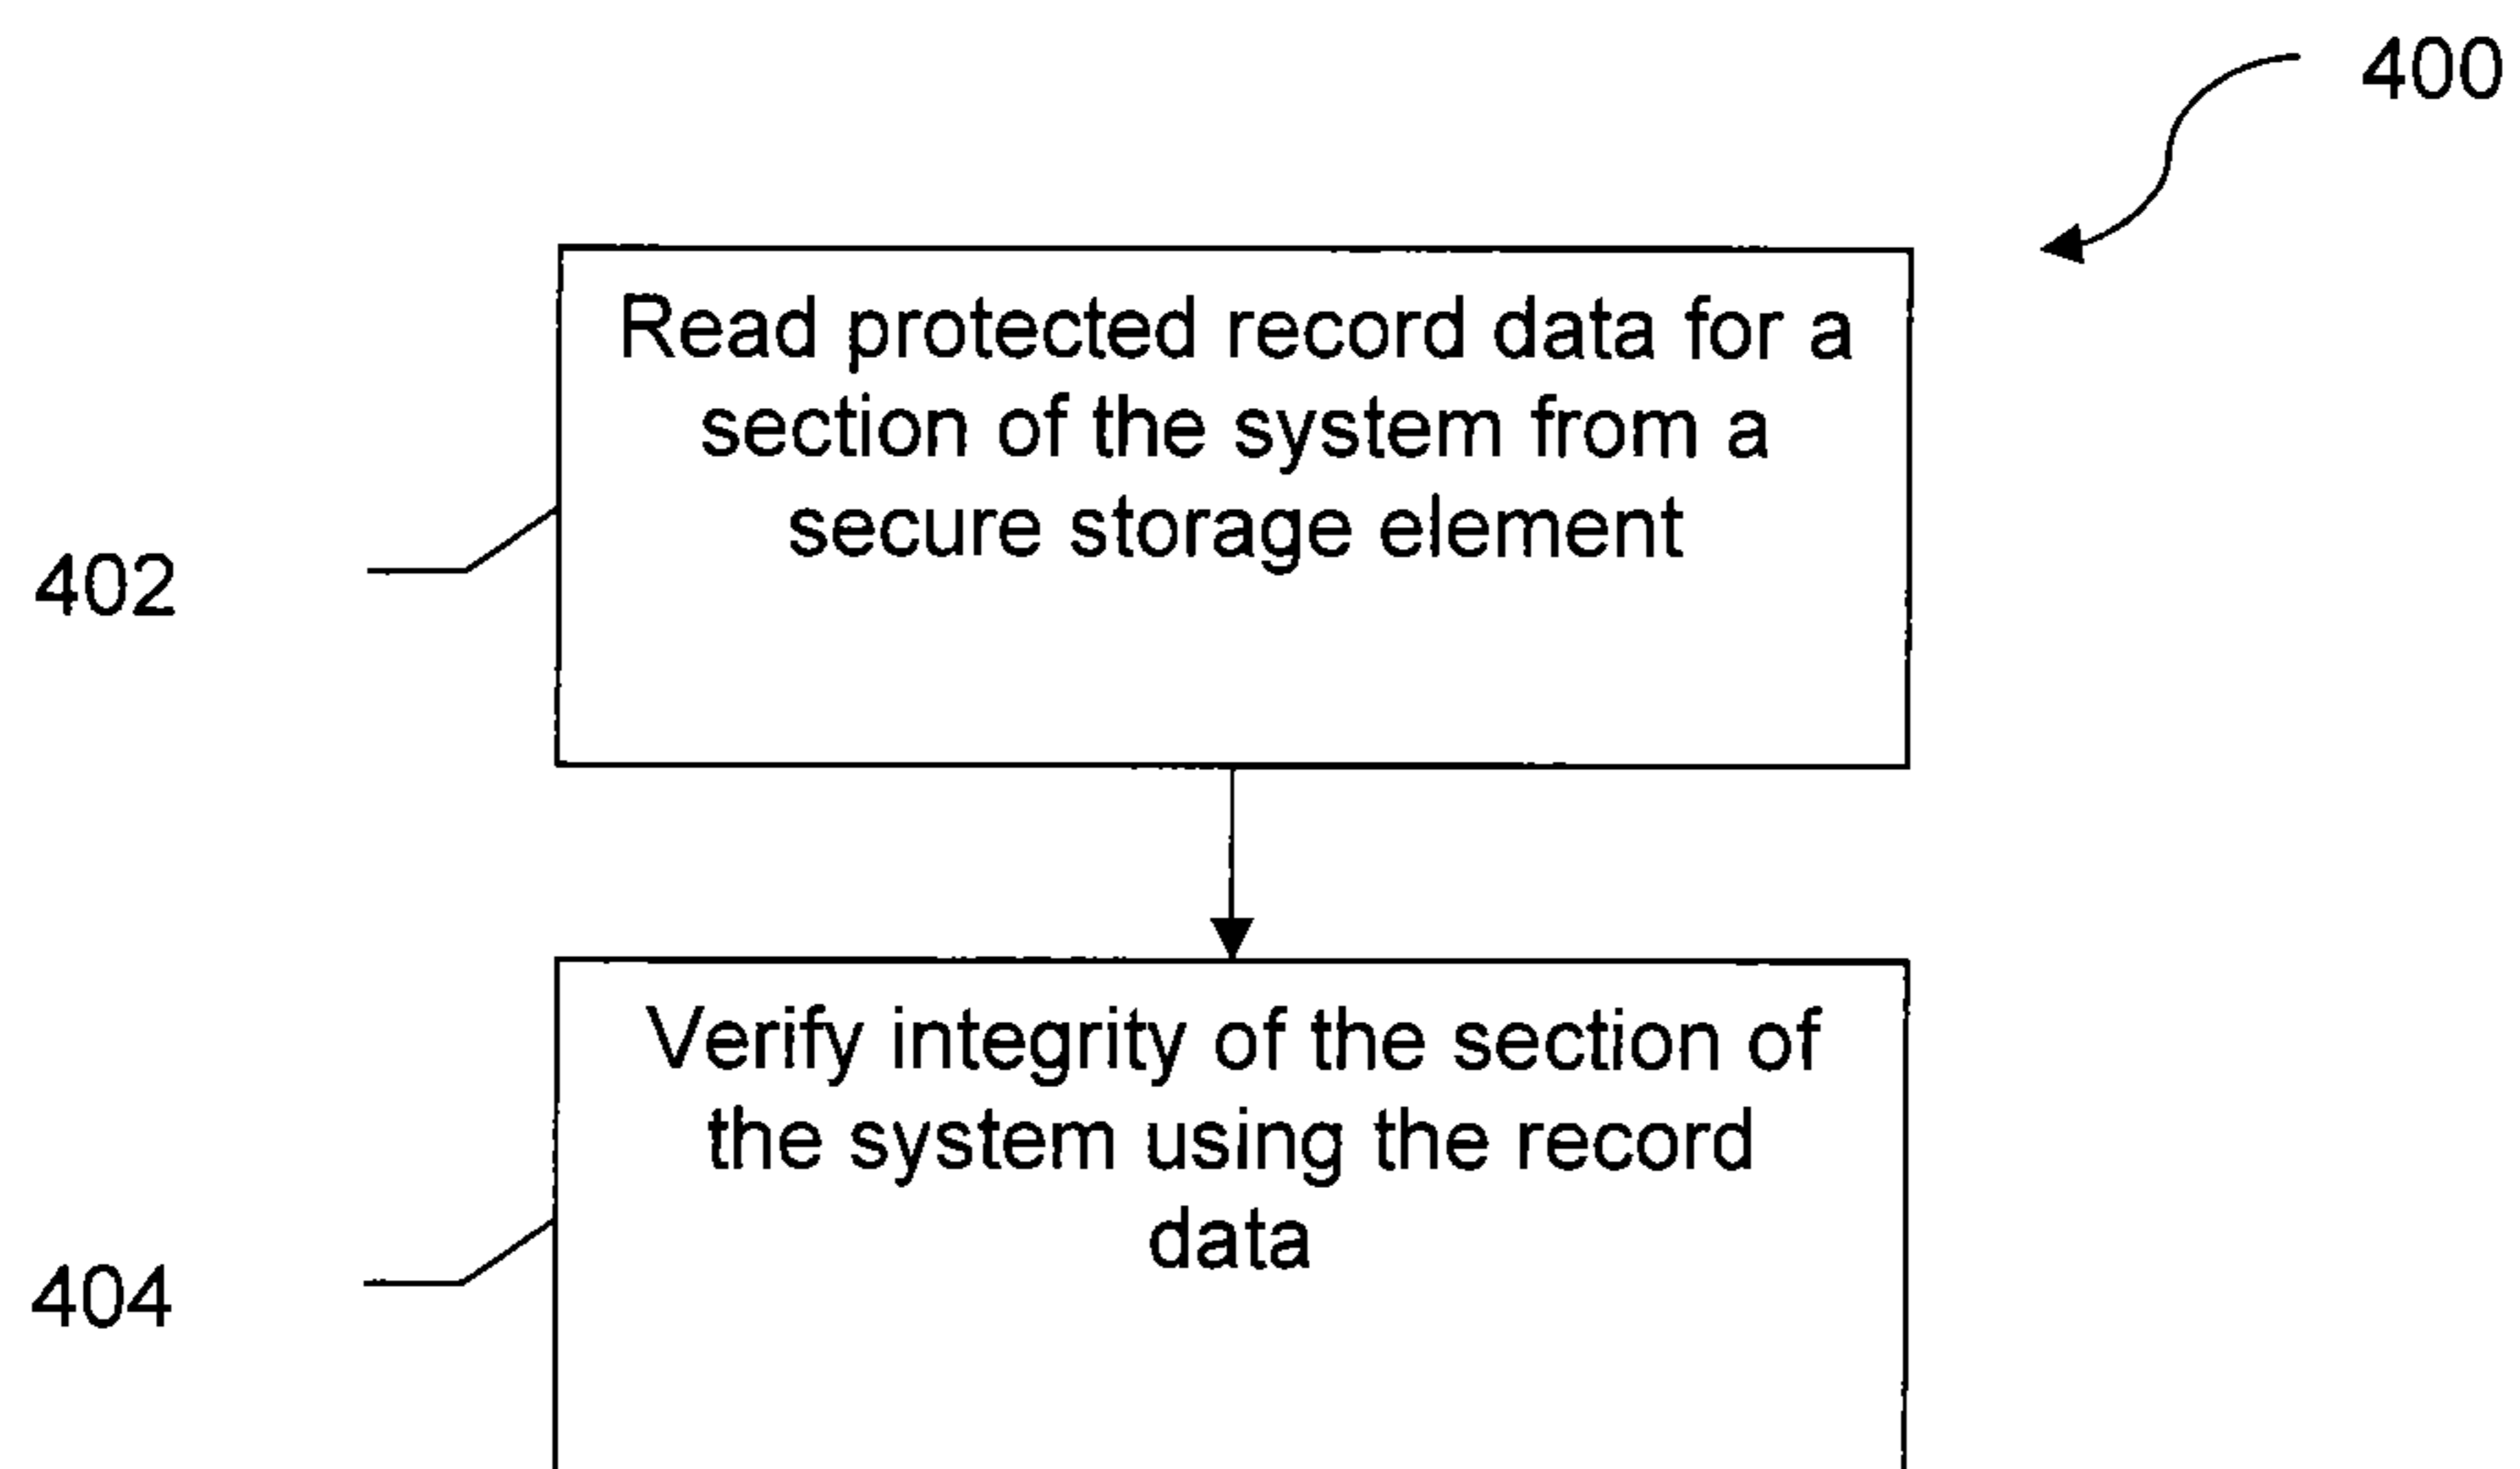 400
Read protected record data for a
section of the system from a
secure storage element
402
Verify integrity of the section of
the system using the record
data
404